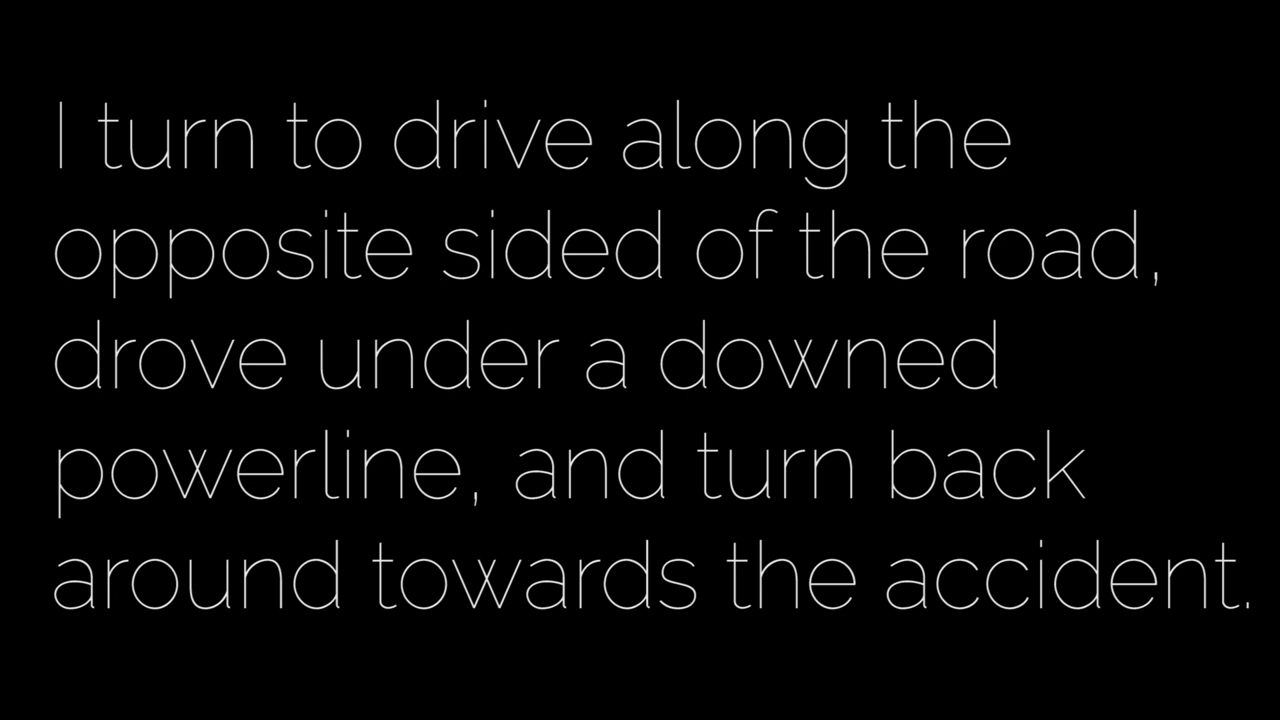 I turn to drive along the
opposite sided of the road,
drove under a downed
powerline, and turn back
around towards the accident.